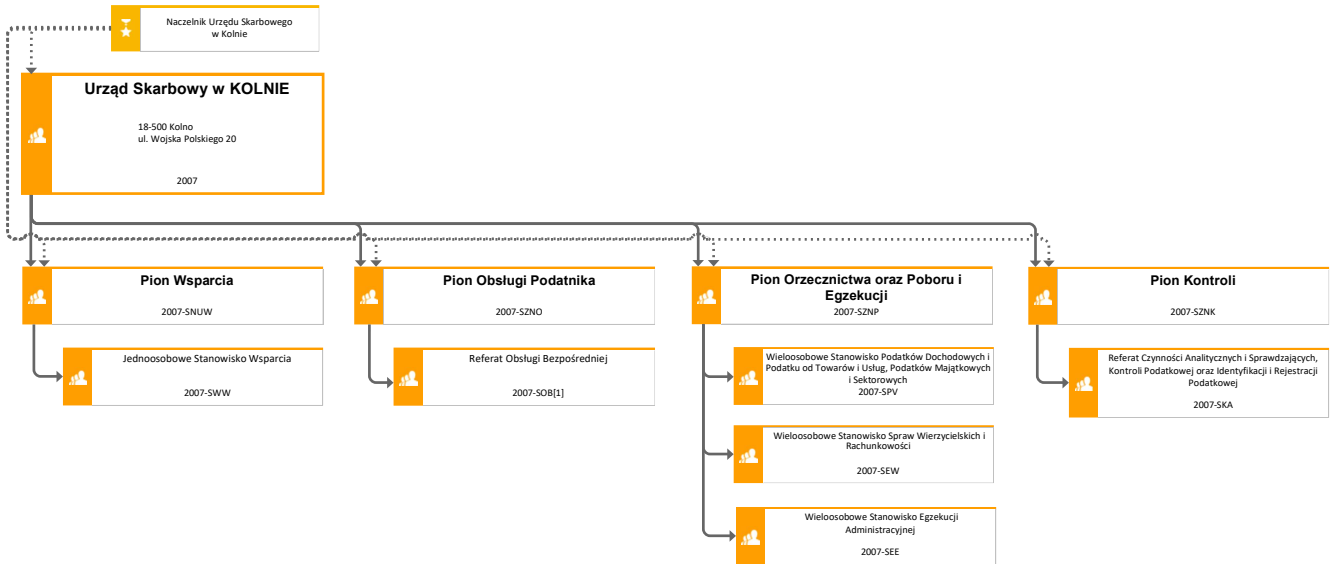 Naczelnik Urzędu Skarbowego
w Kolnie
Urząd Skarbowy w KOLNIE
18-500 Kolno
ul. Wojska Polskiego 20
2007
Pion Wsparcia
2007-SNUW
Jednoosobowe Stanowisko Wsparcia
2007-SWW
Pion Obsługi Podatnika
2007-SZNO
Referat Obsługi Bezpośredniej
2007-SOB[1]
Pion Orzecznictwa oraz Poboru i
Egzekucji
2007-SZNP
Wieloosobowe Stanowisko Podatków Dochodowych i
Podatku od Towarów i Usług, Podatków Majątkowych
i Sektorowych
2007-SPV
Wieloosobowe Stanowisko Spraw Wierzycielskich i
Rachunkowości
2007-SEW
Wieloosobowe Stanowisko Egzekucji
Administracyjnej
2007-SEE
Pion Kontroli
2007-SZNK
Referat Czynności Analitycznych i Sprawdzających,
Kontroli Podatkowej oraz Identyfikacji i Rejestracji
Podatkowej
2007-SKA